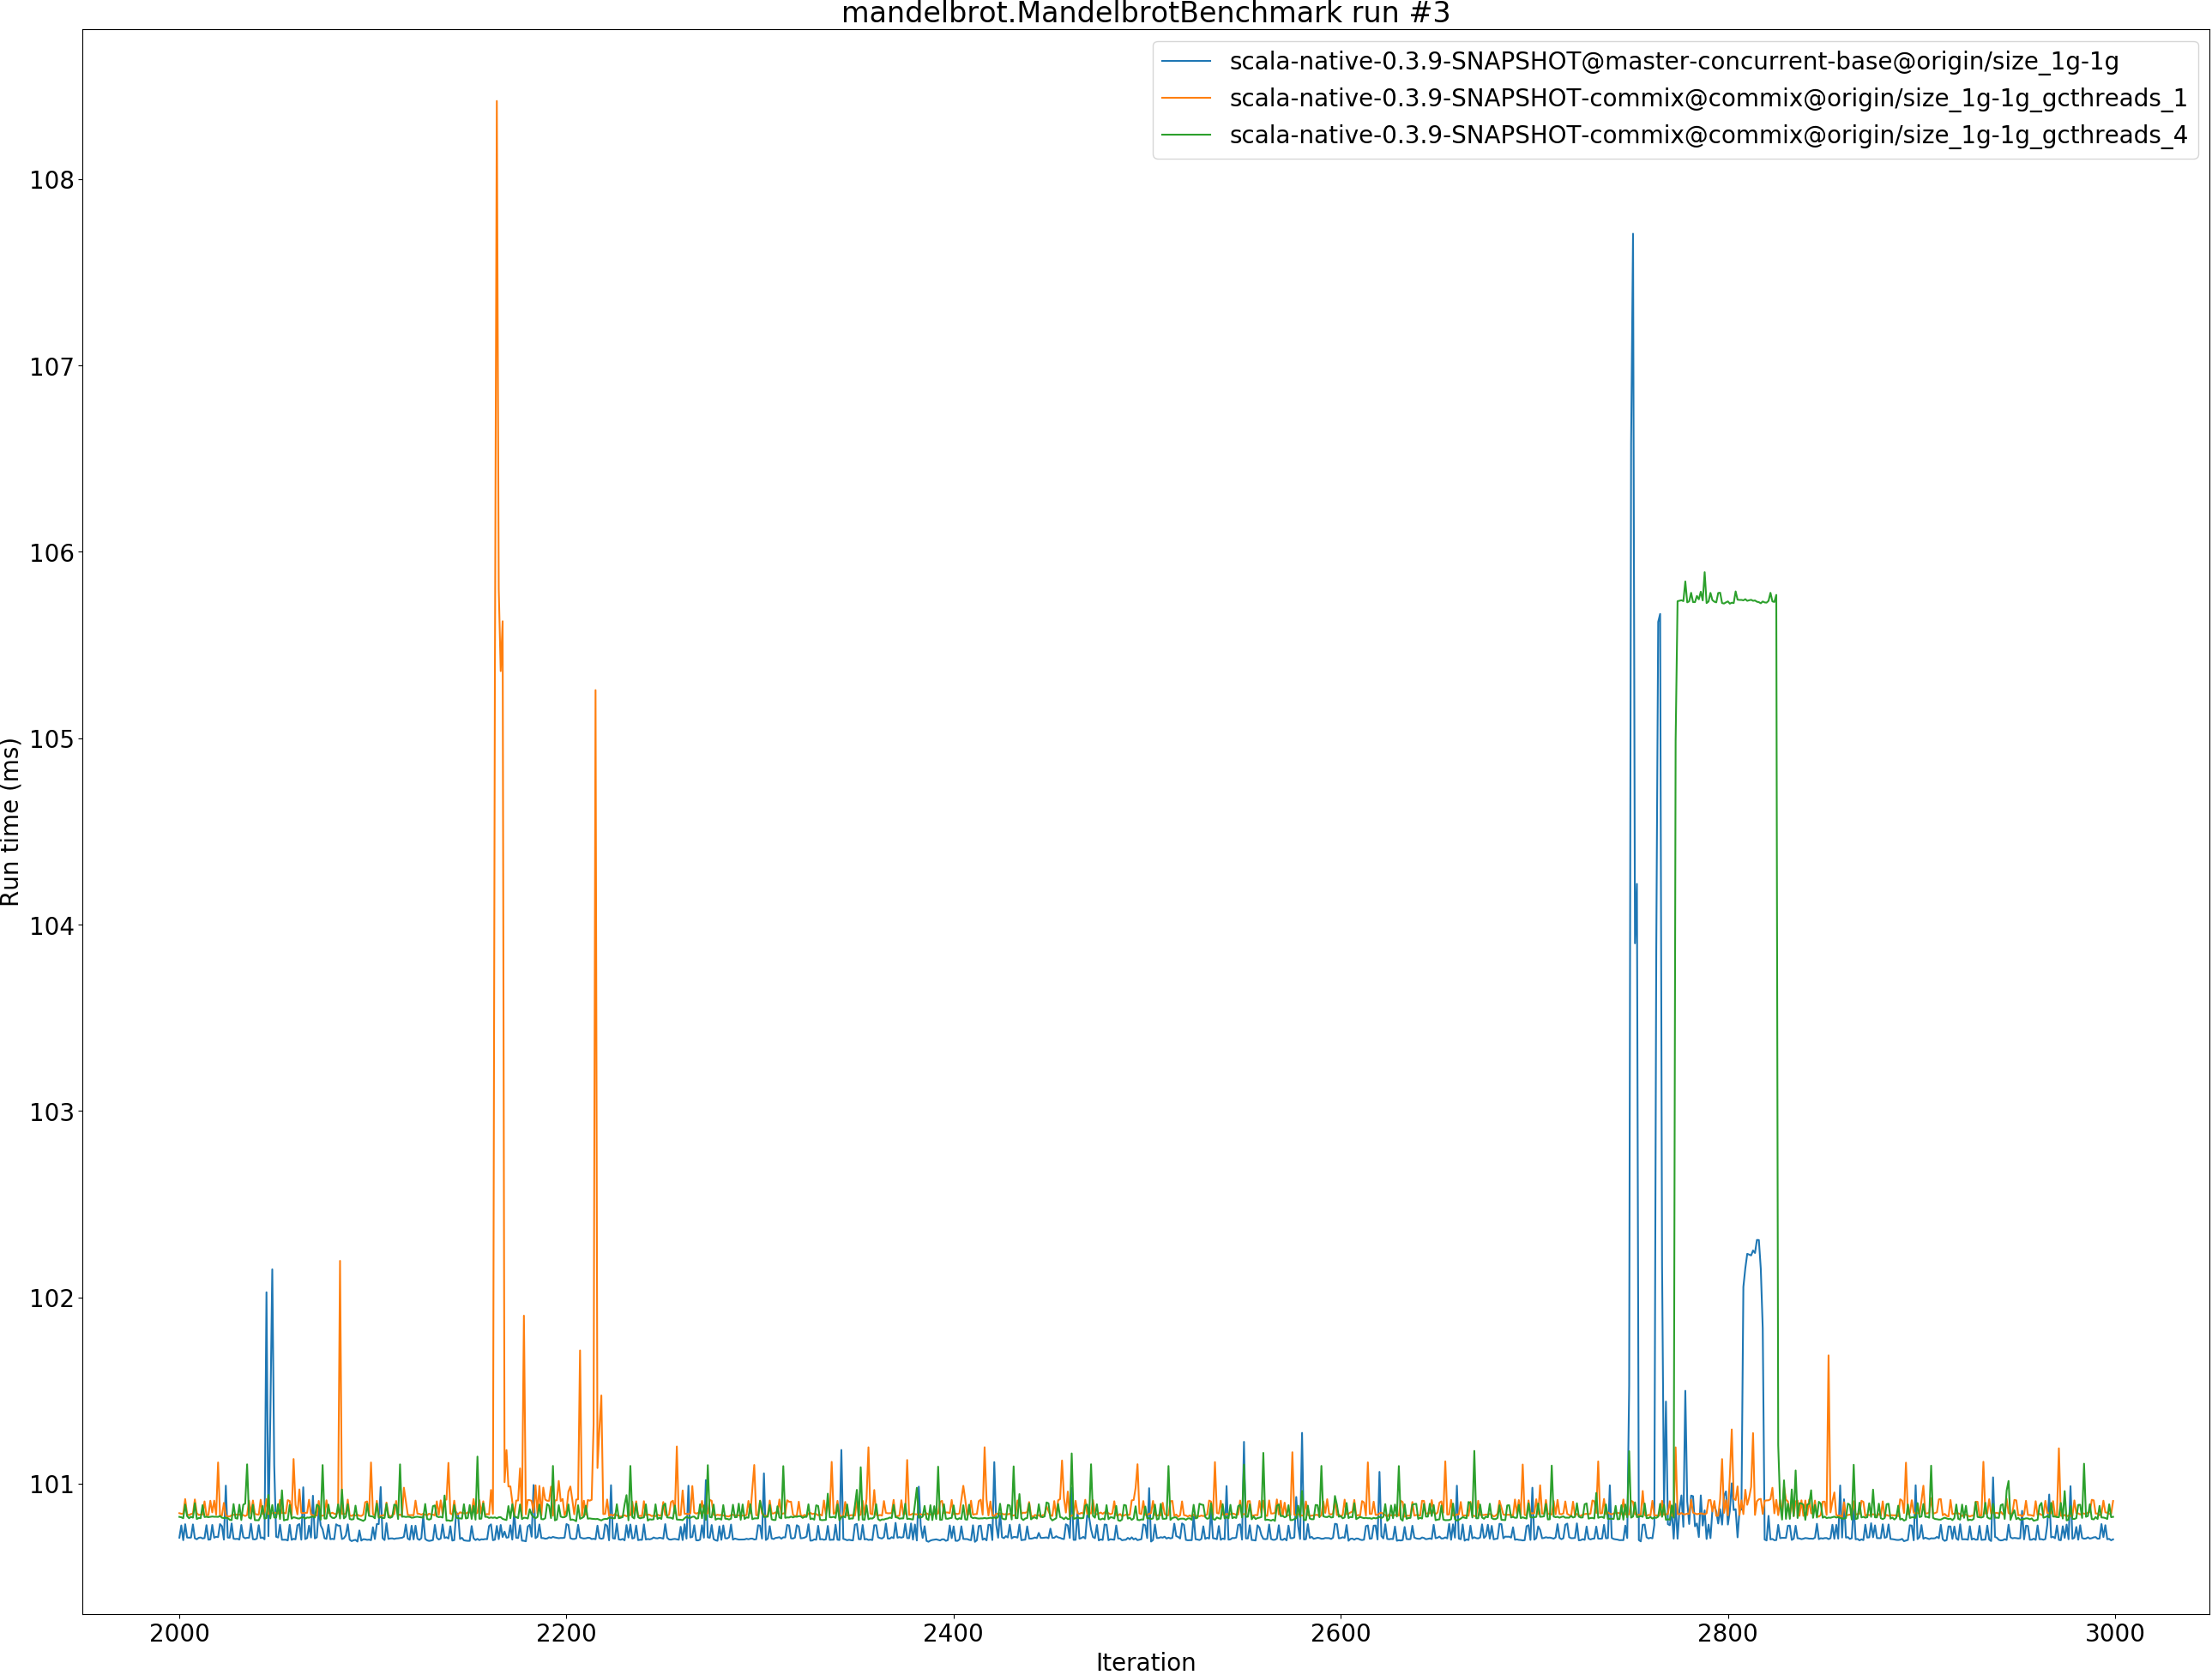 mandelbrot.MandelbrotBenchmark run #3
scala-native-0.3.9-SNAPSHOT@master-concurrent-base@origin/size_1g-1g
scala-native-0.3.9-SNAPSHOT-commix@commix@origin/size_1g-1g_gcthreads_1
scala-native-0.3.9-SNAPSHOT-commix@commix@origin/size_1g-1g_gcthreads_4
108
107
106
105
104
103
102
101
Run time (ms)
2000 2200 2400 2600 2800 3000
Iteration